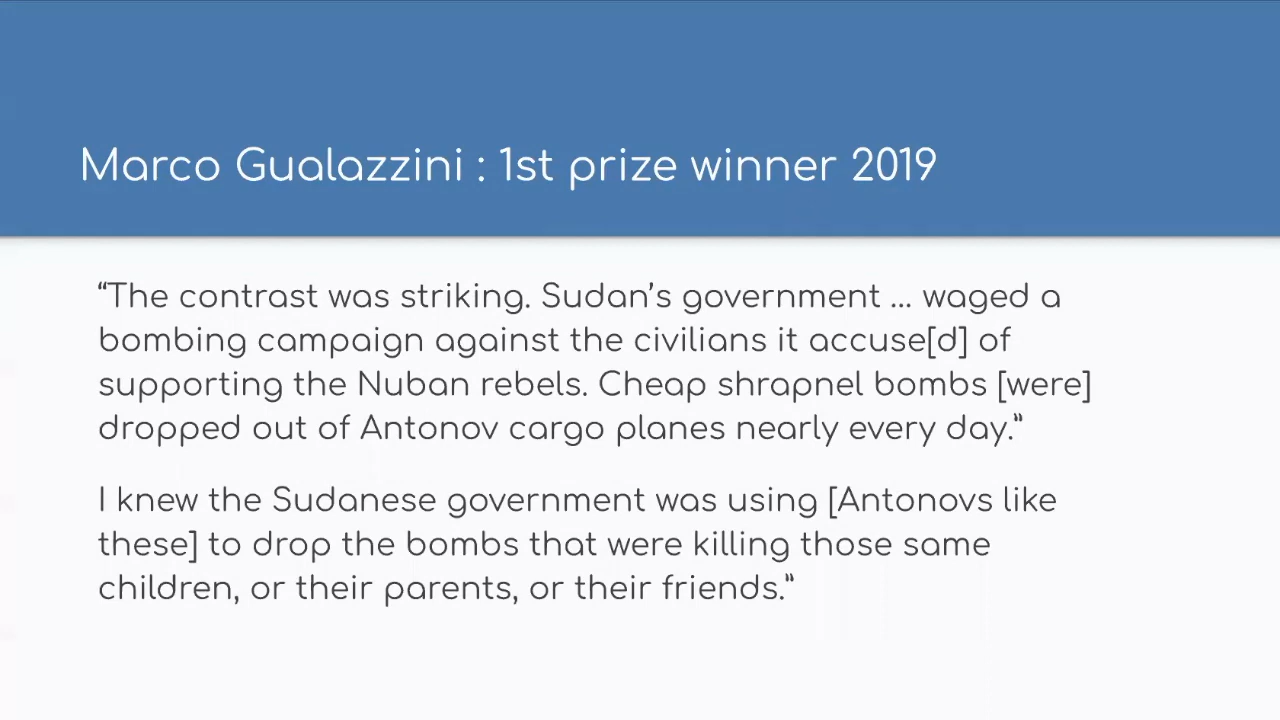 Marco Gualazzini : 1st prize winner 2019
“The contrast was striking. Sudan’s government ... waged a
bombing campaign against the civilians it accuse[d] of
supporting the Nuban rebels. Cheap shrapnel bombs [were]
dropped out of Antonov cargo planes nearly every day.”
I knew the Sudanese government was using [Antonovs like
these] to drop the bombs that were killing those same
children, or their parents, or their friends.”